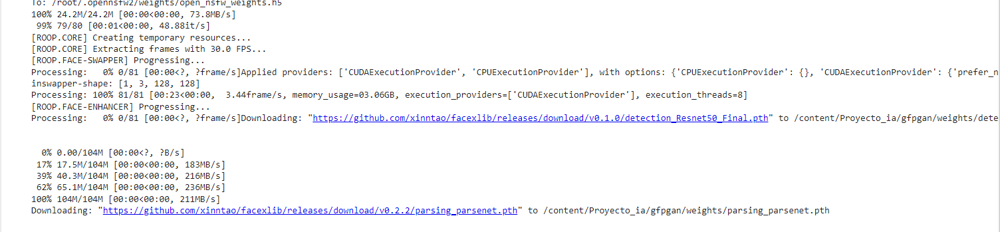 To: /root/.opennsfw2/weights/open_nsfw_weights.h5
100% 24.2M/24.2M [00:00<00:00, 73.8MB/s]
99% 79/80 [00:01<00:00, 48.88it/s]
[ROOP.CORE] Creating temporary resources...
[ROOP.CORE] Extracting frames with 30.0 FPS...
[ROOP.FACE-SWAPPER] Progressing...
Processing:   0% 0/81 [00:00<?, ?frame/s]Applied providers: ['CUDAExecutionProvider', 'CPUExecutionProvider'], with options: {'CPUExecutionProvider': {}, 'CUDAExecutionProvider': {'prefer_n
inswapper-shape: [1, 3, 128, 128]
Processing: 100% 81/81 [00:23<00:00,  3.44frame/s, memory_usage=03.06GB, execution_providers=['CUDAExecutionProvider'], execution_threads=8]
[ROOP.FACE-ENHANCER] Progressing...
Processing:   0% 0/81 [00:00<?, ?frame/s]Downloading: "https://github.com/xinntao/facexlib/releases/download/v0.1.0/detection_Resnet50_Final.pth" to /content/Proyecto_ia/gfpgan/weights/dete
0% 0.00/104M [00:00<?, ?B/s]
17% 17.5M/104M [00:00<00:00, 183MB/s]
39% 40.3M/104M [00:00<00:00, 216MB/s]
62% 65.1M/104M [00:00<00:00, 236MB/s]
100% 104M/104M [00:00<00:00, 211MB/s]
Downloading: "https://github.com/xinntao/facexlib/releases/download/v0.2.2/parsing_parsenet.pth" to /content/Proyecto_ia/gfpgan/weights/parsing_parsenet.pth